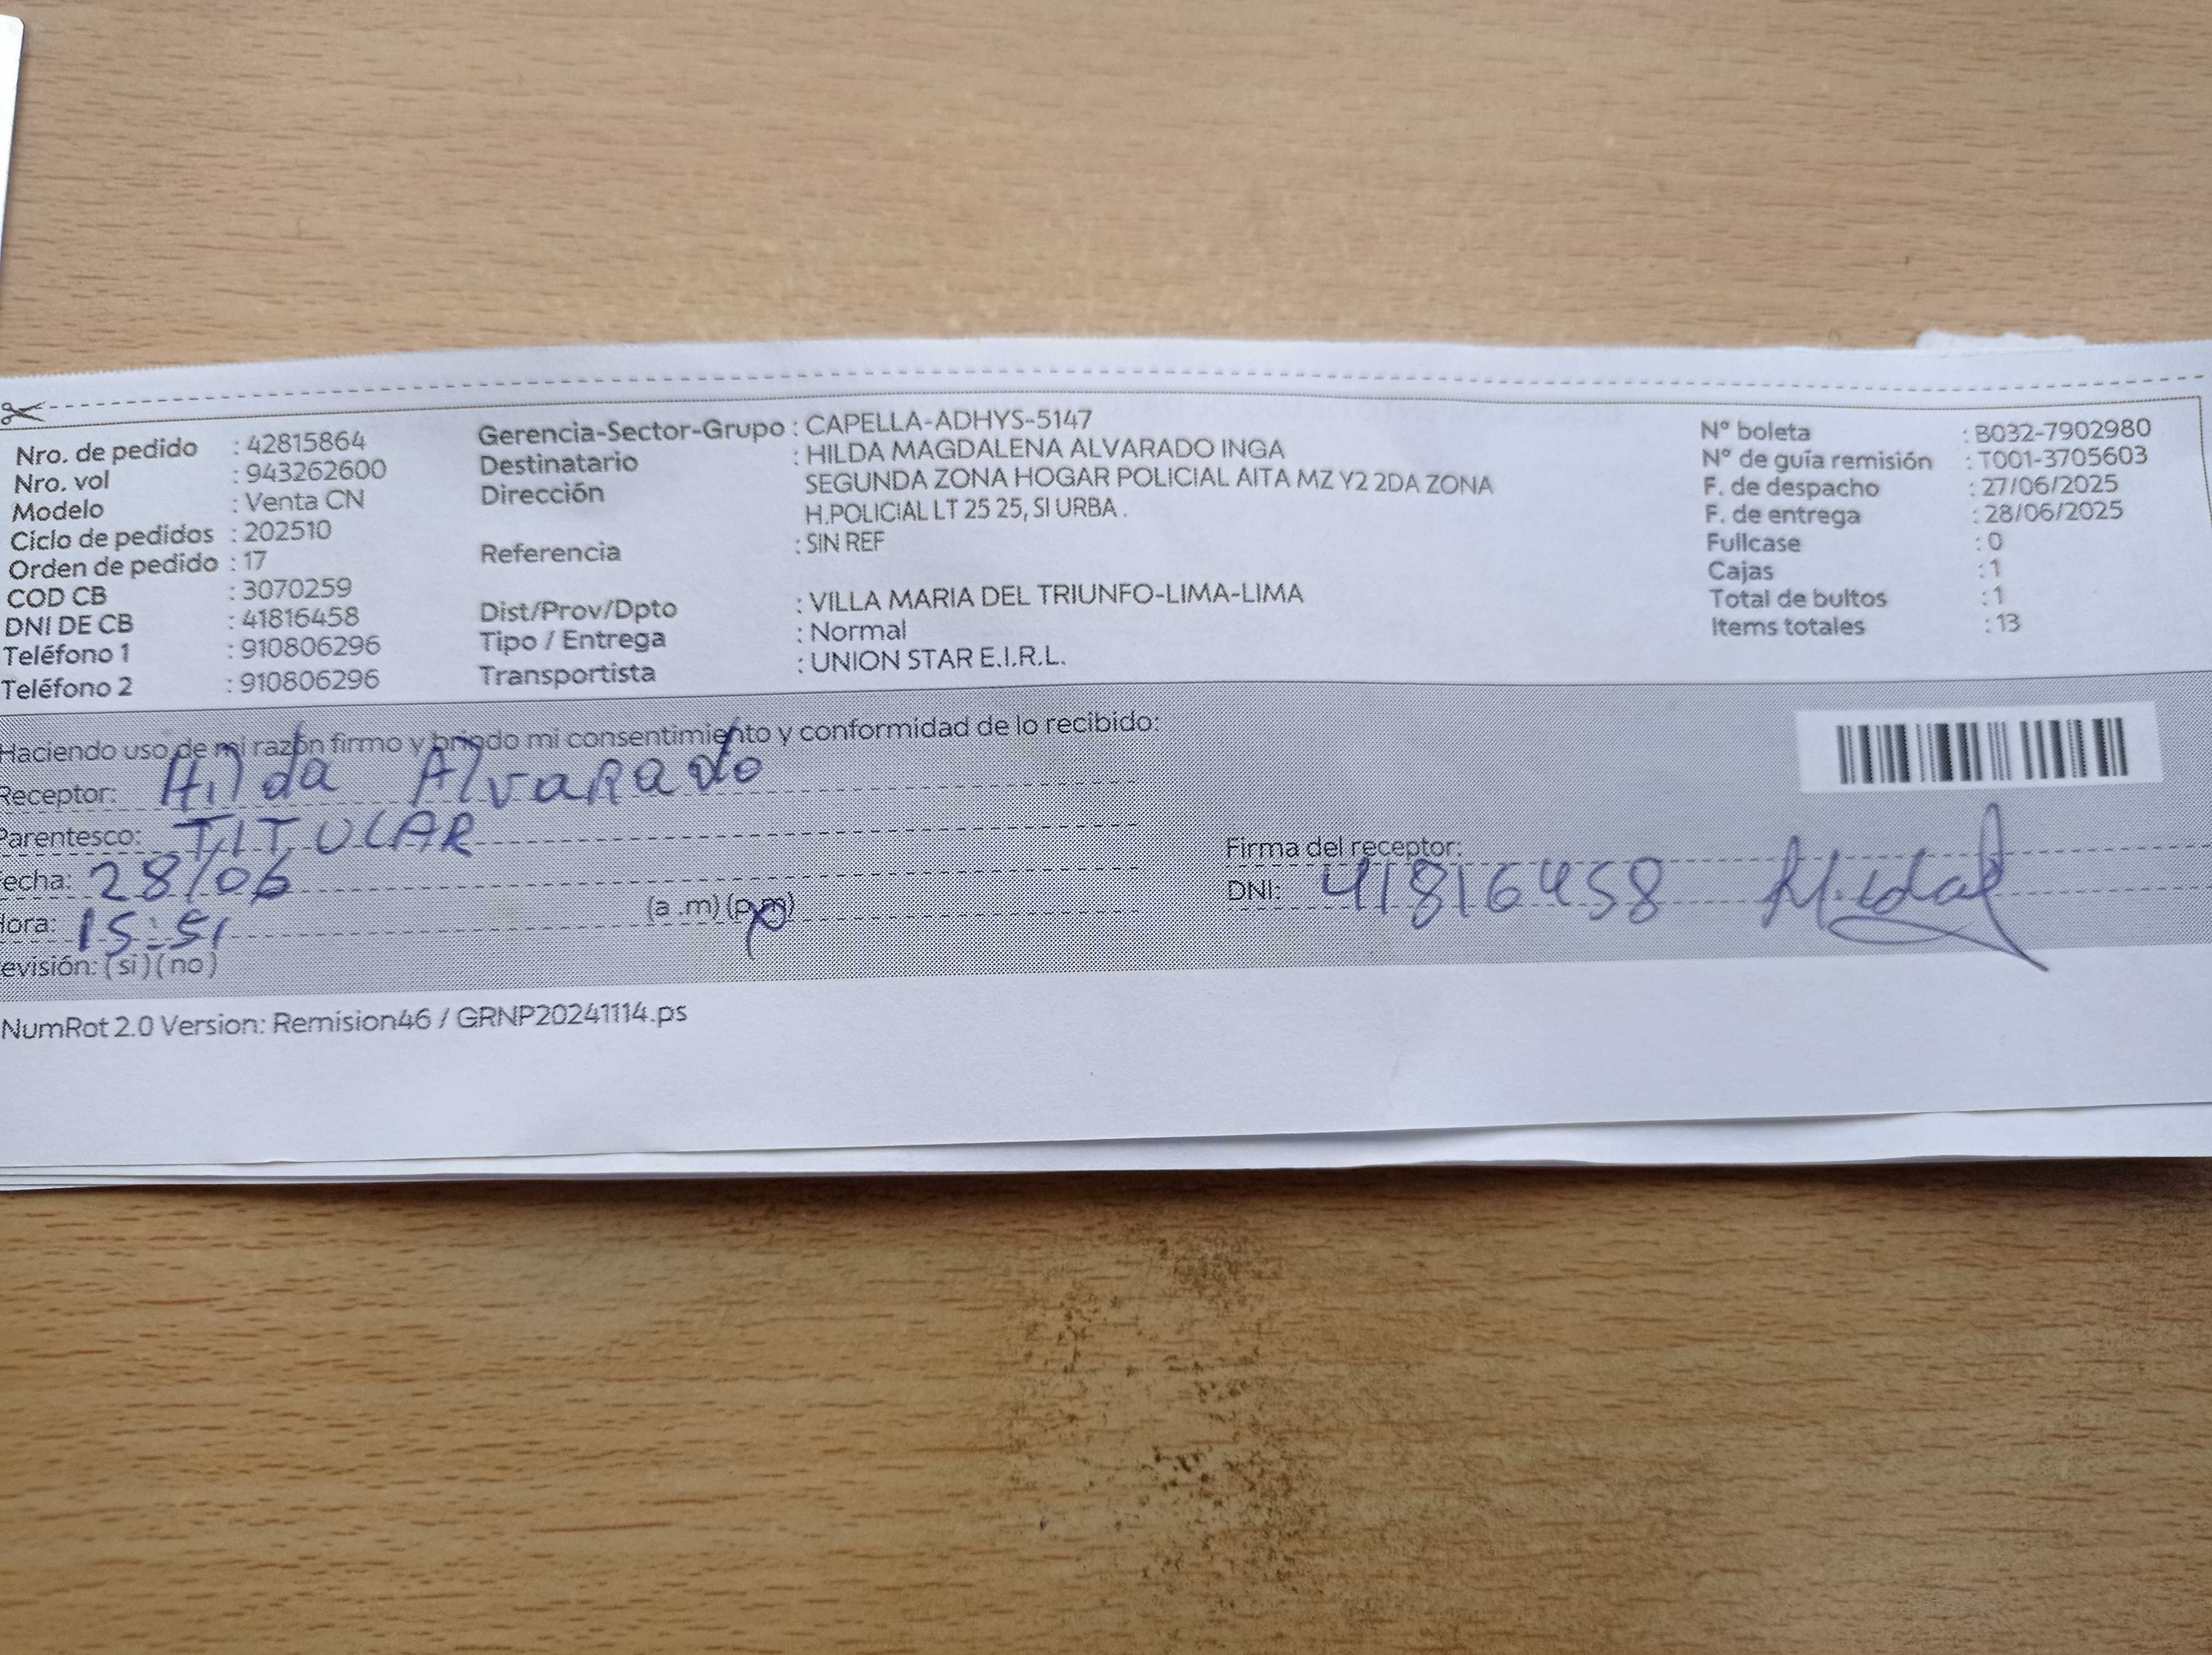 Nro. de pedido : 42815864
Nro. vol : 943262600
Modelo : Venta CN
Ciclo de pedidos : 202510
Orden de pedido : 17
COD CB : 3070259
DNI DE CB : 41816458
Teléfono 1 : 910806296
Teléfono 2 : 910806296
Gerencia-Sector-Grupo : CAPELLA-ADHYS-5147
Destinatario : HILDA MAGDALENA ALVARADO INGA
Dirección SEGUNDA ZONA HOGAR POLICIAL AITA MZ Y2 2DA ZONA
H.POLICIAL LT 25 25, SI URBA .
Referencia : SIN REF
Dist/Prov/Dpto : VILLA MARIA DEL TRIUNFO-LIMA-LIMA
Tipo / Entrega : Normal
Transportista : UNION STAR E.I.R.L.
N° boleta : B032-7902980
N° de guía remisión : T001-3705603
F. de despacho : 27/06/2025
F. de entrega : 28/06/2025
Fullcase : 0
Cajas : 1
Total de bultos : 1
Items totales : 13
Haciendo uso de mi razón firmo y brindo mi consentimiento y conformidad de lo recibido:
Receptor: Hilda Alvarado
Parentesco: TITULAR
echa: 28/06
Hora: 15:51 (a .m) (p.m)
evisión: (si) (no)
Firma del receptor:
DNI: 41816458
NumRot 2.0 Version: Remision46 / GRNP20241114.ps